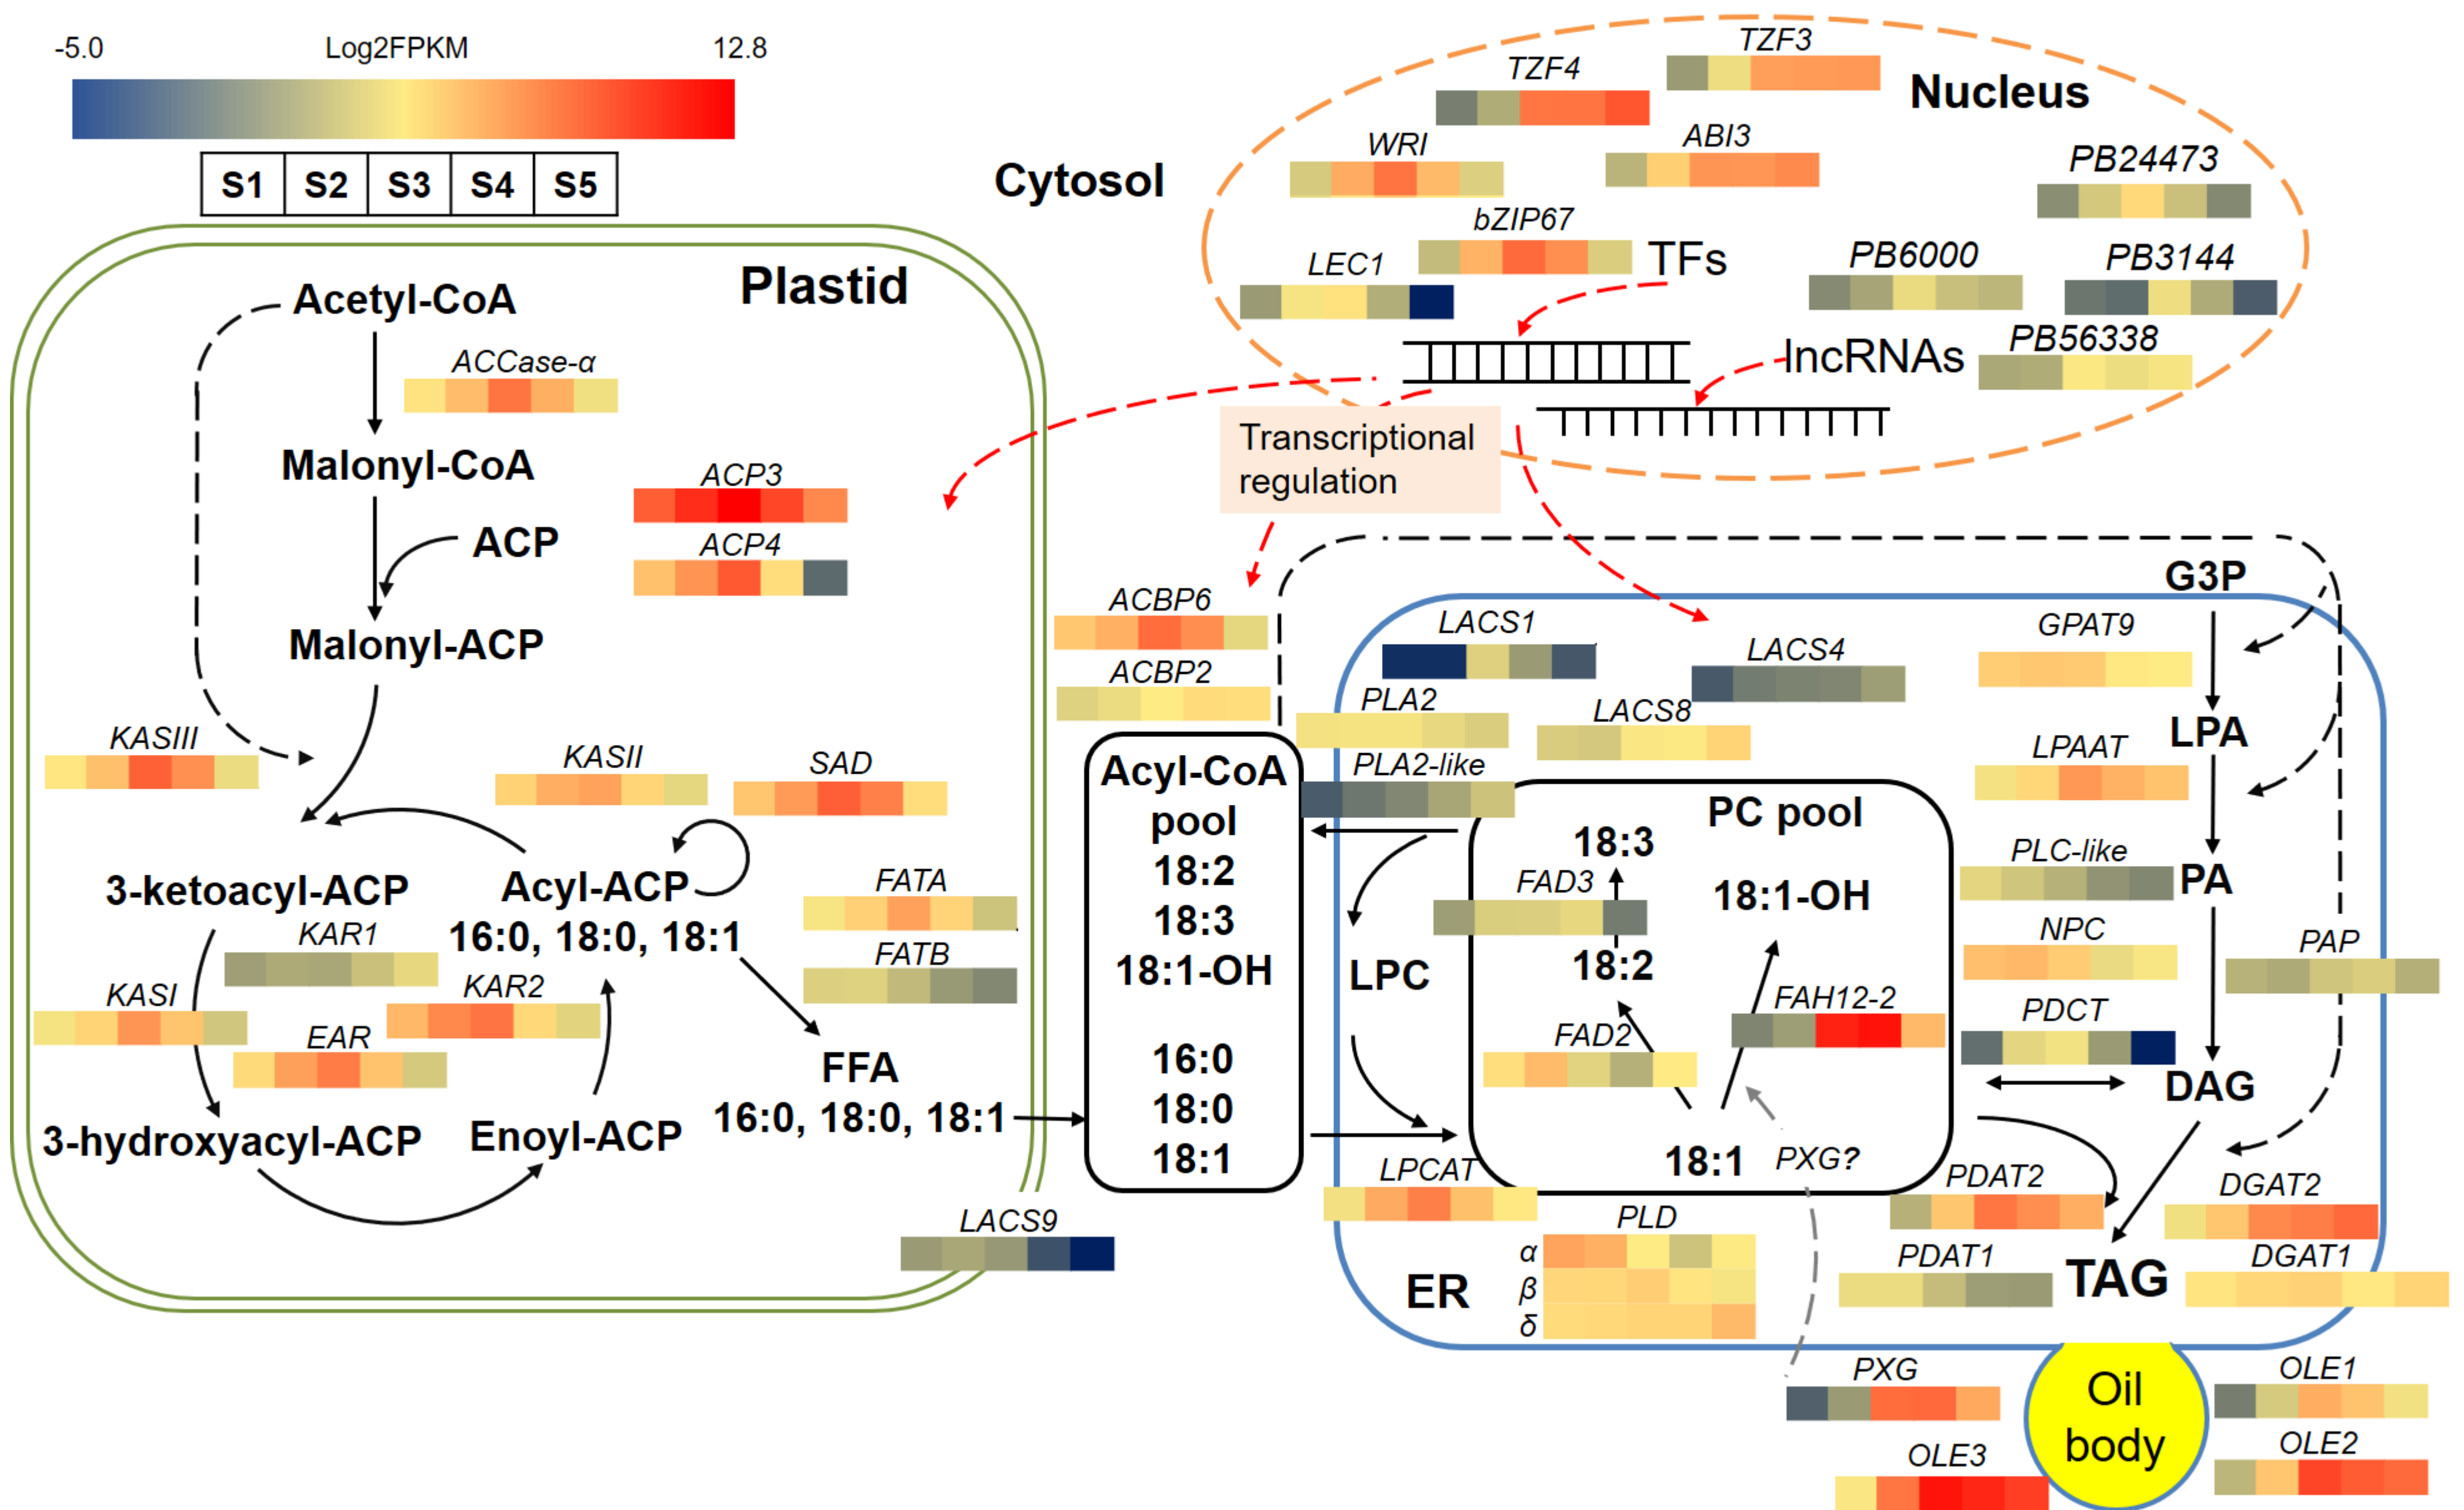 -5.0 Log2FPKM 12.8
S1 S2 S3 S4 S5
Plastid
Acetyl-CoA
ACCase-α
Malonyl-CoA
ACP3
ACP
ACP4
Malonyl-ACP
KASIII
KASII
SAD
3-ketoacyl-ACP
Acyl-ACP
16:0, 18:0, 18:1
FATA
FATB
KAR1
KASI
KAR2
EAR
FFA
16:0, 18:0, 18:1
3-hydroxyacyl-ACP
Enoyl-ACP
LACS9
Cytosol
Nucleus
TZF3
TZF4
WRI
ABI3
bZIP67
LEC1
TFs
PB24473
PB6000
PB3144
PB56338
lncRNAs
Transcriptional
regulation
ACBP6
ACBP2
Acyl-CoA
pool
18:2
18:3
18:1-OH
16:0
18:0
18:1
LACS1
LACS4
PLA2
LACS8
PLA2-like
LPC
LPCAT
PC pool
18:3
18:1-OH
FAD3
18:2
FAH12-2
FAD2
18:1
PXG?
G3P
GPAT9
LPA
LPAAT
PLC-like
PA
NPC
PAP
PDCT
DAG
PDAT2
DGAT2
PDAT1
TAG
DGAT1
ER
PLD
α
β
δ
PXG
OLE1
Oil
body
OLE2
OLE3